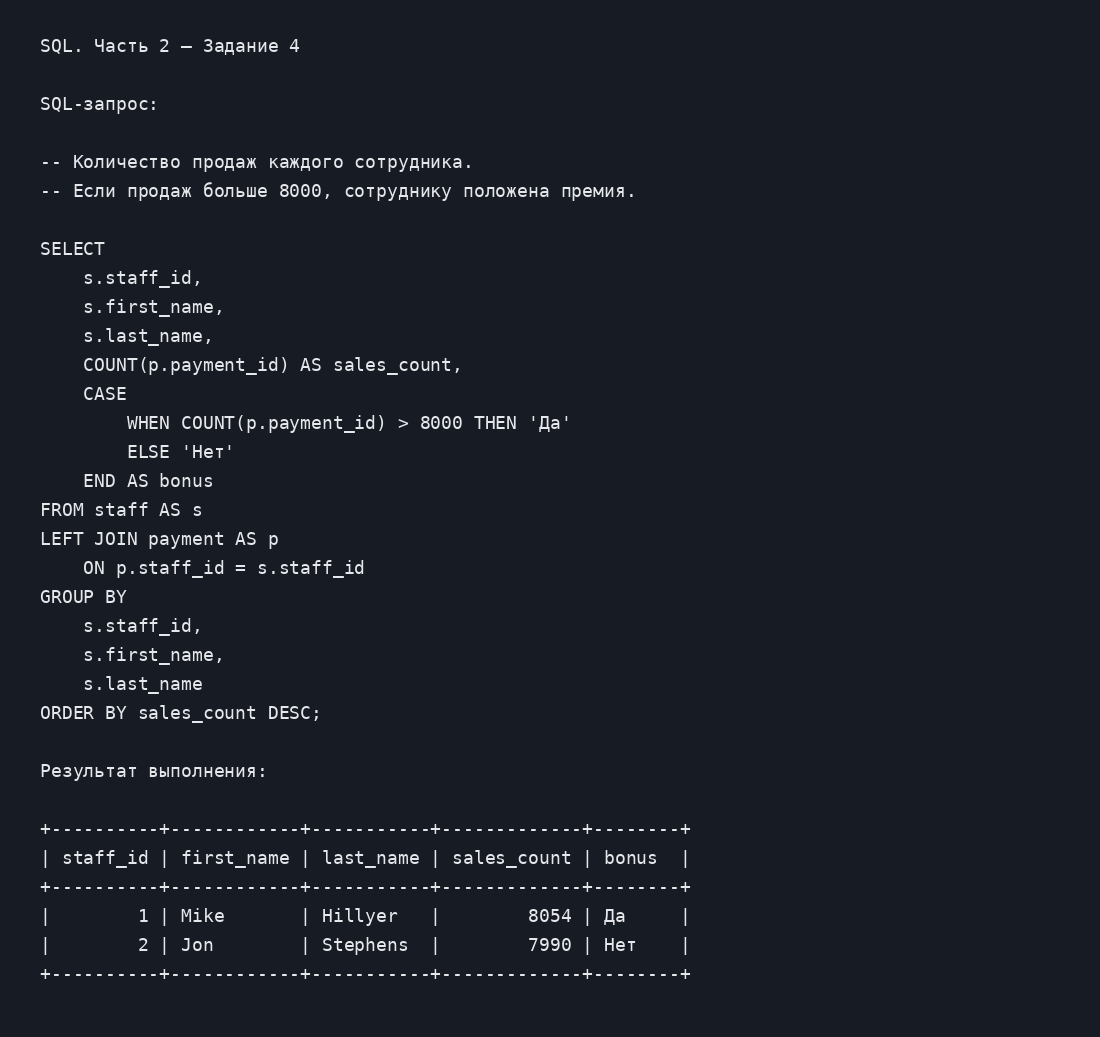 SQL. Часть 2 — Задание 4
SQL-запрос:
-- Количество продаж каждого сотрудника.
-- Если продаж больше 8000, сотруднику положена премия.
SELECT
    s.staff_id,
    s.first_name,
    s.last_name,
    COUNT(p.payment_id) AS sales_count,
    CASE
        WHEN COUNT(p.payment_id) > 8000 THEN 'Да'
        ELSE 'Нет'
    END AS bonus
FROM staff AS s
LEFT JOIN payment AS p
    ON p.staff_id = s.staff_id
GROUP BY
    s.staff_id,
    s.first_name,
    s.last_name
ORDER BY sales_count DESC;
Результат выполнения:
+----------+------------+-----------+-------------+--------+
| staff_id | first_name | last_name | sales_count | bonus  |
+----------+------------+-----------+-------------+--------+
|        1 | Mike       | Hillyer   |        8054 | Да     |
|        2 | Jon        | Stephens  |        7990 | Нет    |
+----------+------------+-----------+-------------+--------+